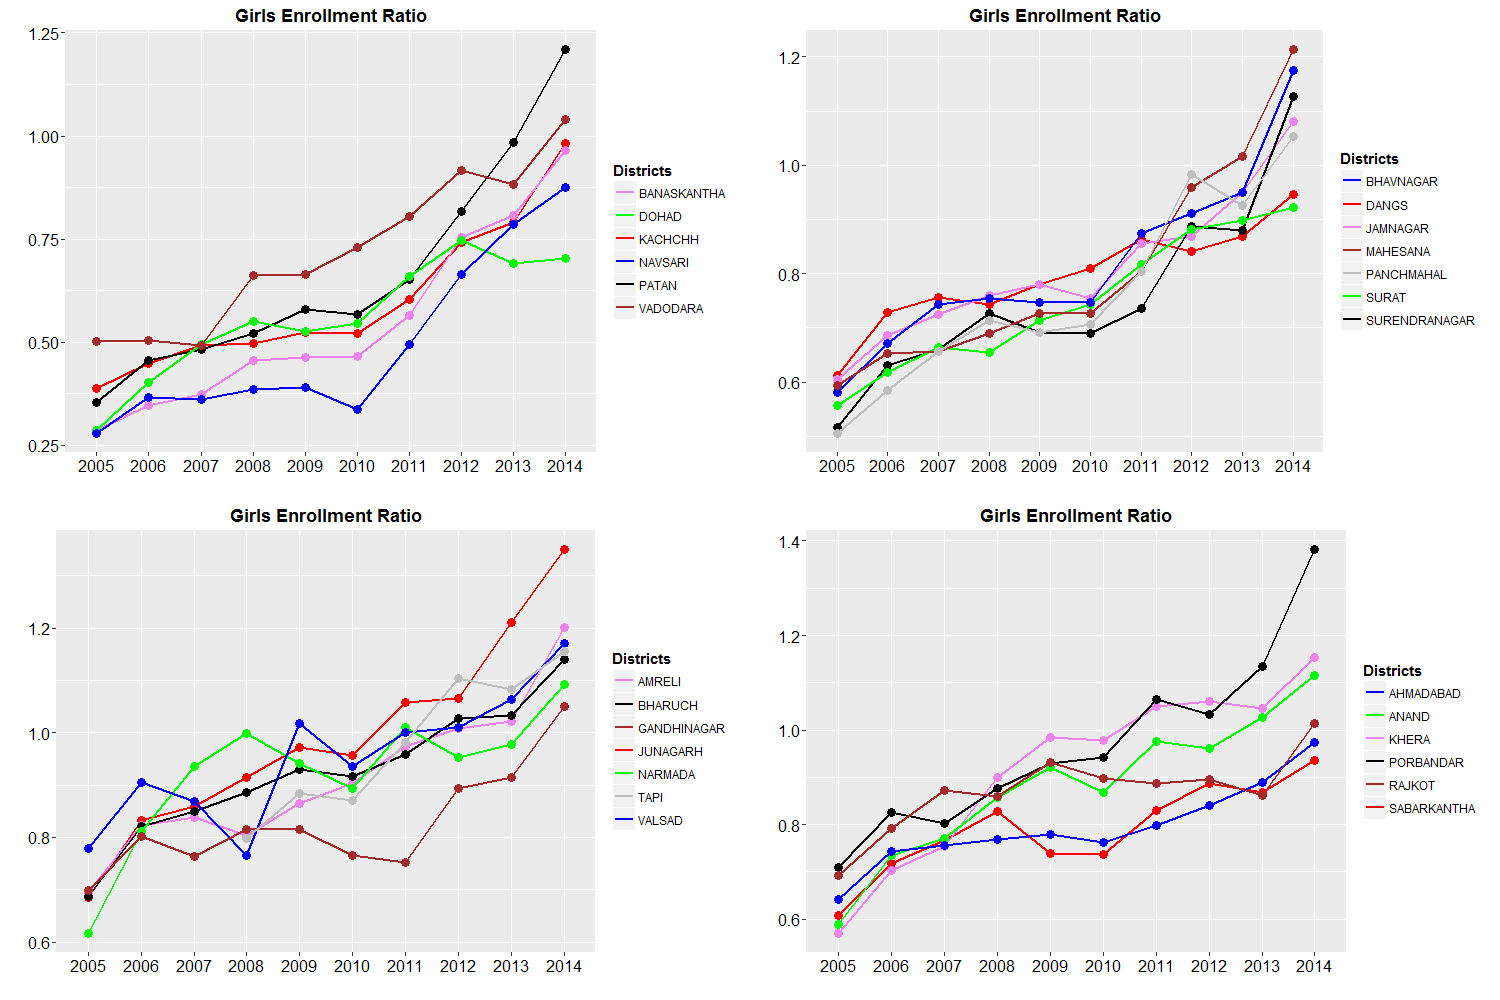 Girls Enrollment Ratio
1.25
1.00
0.75
0.50
0.25
2005 2006 2007 2008 2009 2010 2011 2012 2013 2014
Districts
BANASKANTHA
DOHAD
KACHCHH
NAVSARI
PATAN
VADODARA
Girls Enrollment Ratio
1.2
1.0
0.8
0.6
2005 2006 2007 2008 2009 2010 2011 2012 2013 2014
Districts
BHAVNAGAR
DANGS
JAMNAGAR
MAHESANA
PANCHMAHAL
SURAT
SURENDRANAGAR
Girls Enrollment Ratio
1.2
1.0
0.8
0.6
2005 2006 2007 2008 2009 2010 2011 2012 2013 2014
Districts
AMRELI
BHARUCH
GANDHINAGAR
JUNAGARH
NARMADA
TAPI
VALSAD
Girls Enrollment Ratio
1.4
1.2
1.0
0.8
0.6
2005 2006 2007 2008 2009 2010 2011 2012 2013 2014
Districts
AHMADABAD
ANAND
KHERA
PORBANDAR
RAJKOT
SABARKANTHA